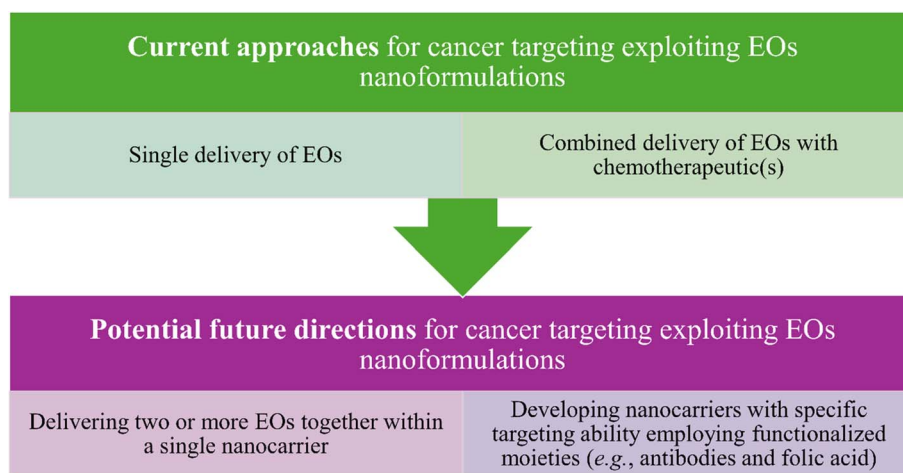 Current approaches for cancer targeting exploiting EOs
nanoformulations
Single delivery of EOs
Combined delivery of EOs with
chemotherapeutic(s)
Potential future directions for cancer targeting exploiting EOs
nanoformulations
Delivering two or more EOs together within
a single nanocarrier
Developing nanocarriers with specific
targeting ability employing functionalized
moieties (e.g., antibodies and folic acid)